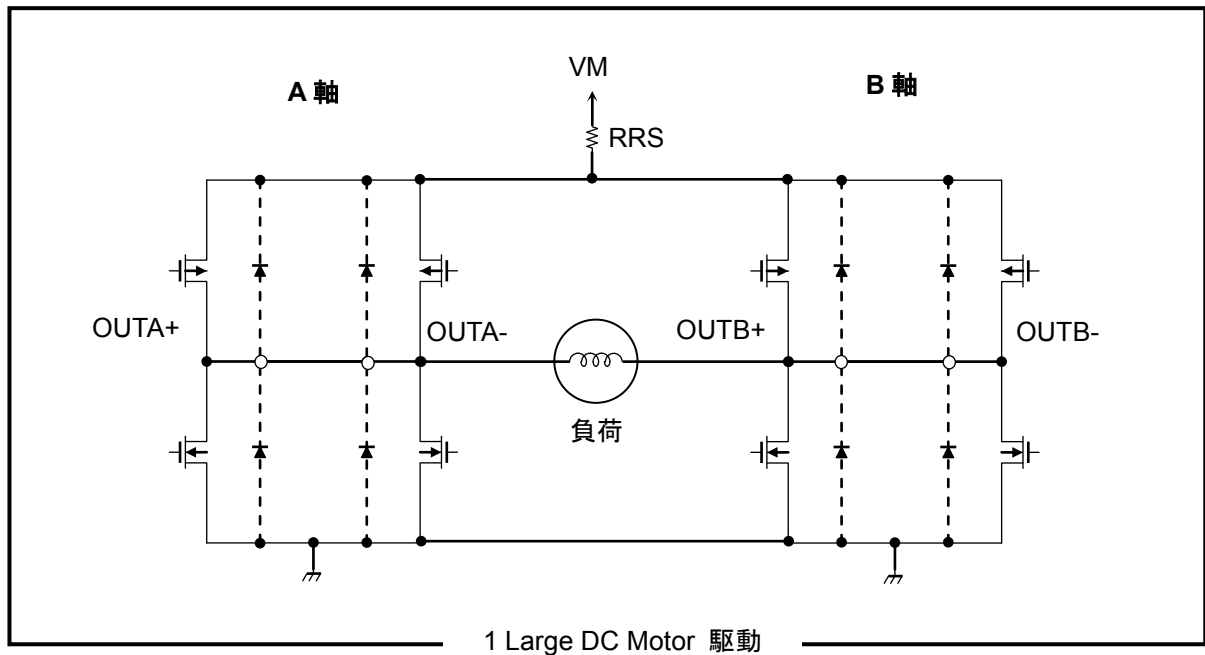 VM
A 軸
B 軸
RRS
OUTA+
OUTA-
OUTB+
OUTB-
負荷
1 Large DC Motor 駆動